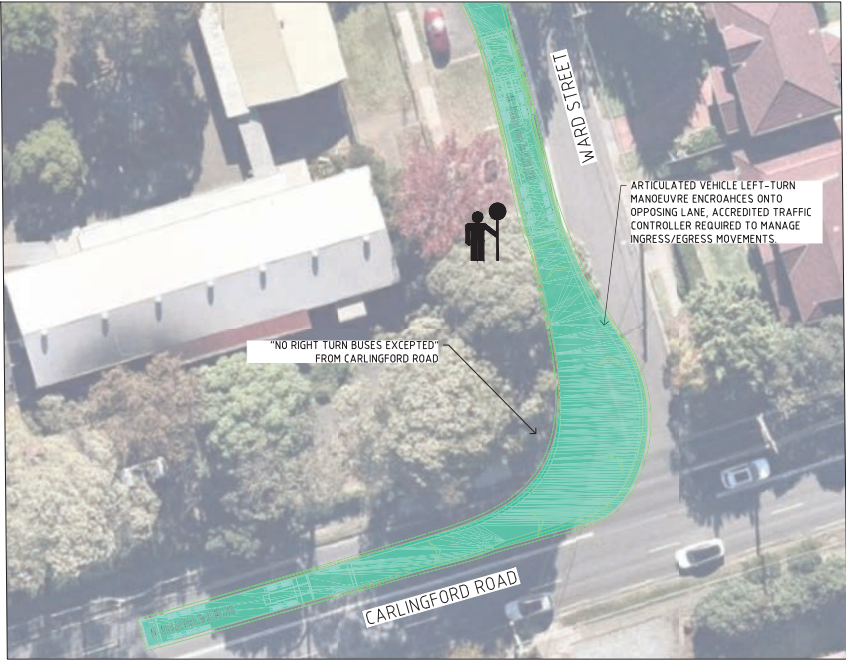 WARD STREET
ARTICULATED VEHICLE LEFT-TURN
MANOEUVRE ENCROAHCES ONTO
OPPOSING LANE, ACCREDITED TRAFFIC
CONTROLLER REQUIRED TO MANAGE
INGRESS/EGRESS MOVEMENTS.
"NO RIGHT TURN BUSES EXCEPTED"
FROM CARLINGFORD ROAD
CARLINGFORD ROAD